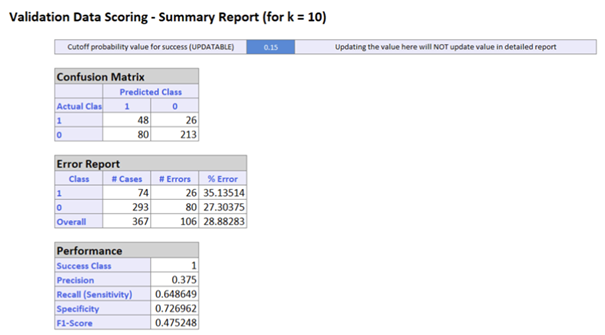 Validation Data Scoring - Summary Report (for k = 10)
Cutoff probability value for success (UPDATABLE) 0.15 Updating the value here will NOT update value in detailed report
Confusion Matrix
Predicted Class
Actual Clas 1 0
1 48 26
0 80 213
Error Report
Class # Cases # Errors % Error
1 74 26 35.13514
0 293 80 27.30375
Overall 367 106 28.88283
Performance
Success Class 1
Precision 0.375
Recall (Sensitivity) 0.648649
Specificity 0.726962
F1-Score 0.475248